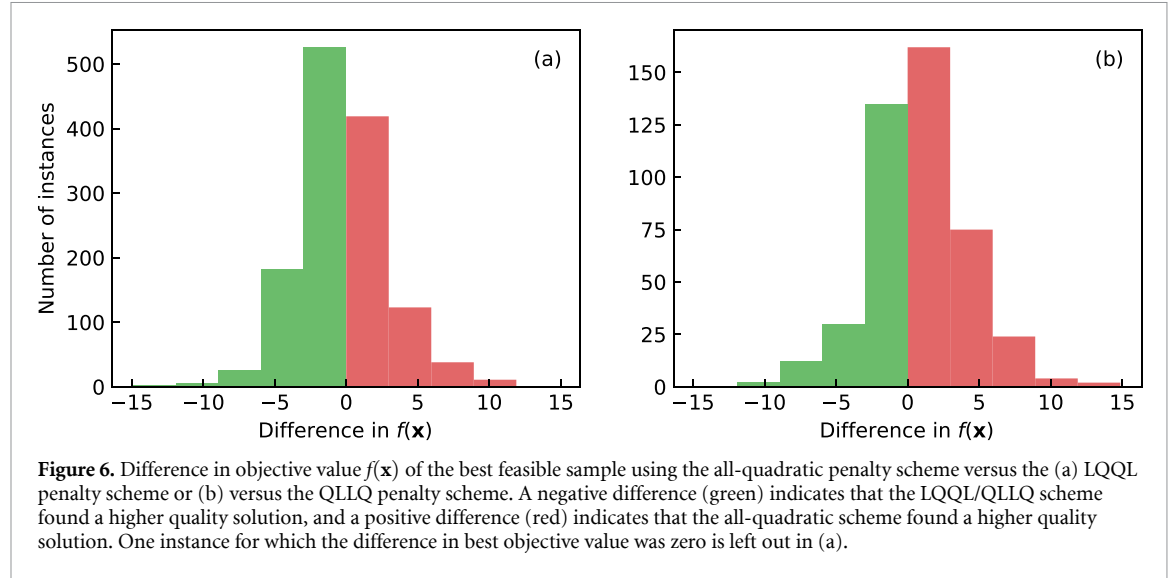 (a)
Number of instances
500
400
300
200
100
0
−15 −10 −5 0 5 10 15
Difference in f(x)
(b)
150
125
100
75
50
25
0
−15 −10 −5 0 5 10 15
Difference in f(x)
Figure 6. Difference in objective value f(x) of the best feasible sample using the all-quadratic penalty scheme versus the (a) LQQL
penalty scheme or (b) versus the QLLQ penalty scheme. A negative difference (green) indicates that the LQQL/QLLQ scheme
found a higher quality solution, and a positive difference (red) indicates that the all-quadratic scheme found a higher quality
solution. One instance for which the difference in best objective value was zero is left out in (a).